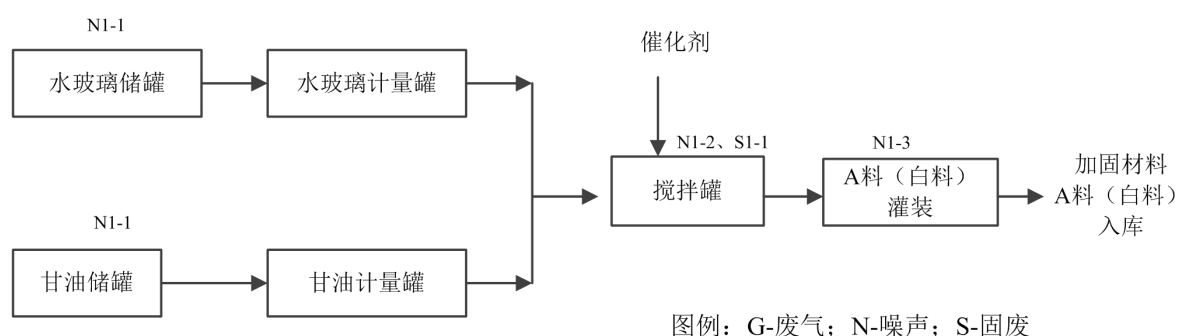 N1-1
水玻璃储罐
水玻璃计量罐
催化剂
N1-2、S1-1
搅拌罐
N1-3
A料（白料）
灌装
加固材料
A料（白料）
入库
N1-1
甘油储罐
甘油计量罐
图例：G-废气；N-噪声；S-固废